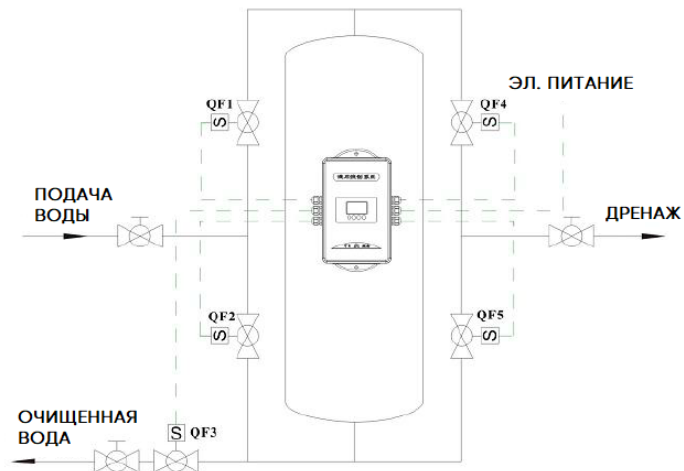 QF1
QF4
ЭЛ. ПИТАНИЕ
S
S
ПОДАЧА
ВОДЫ
ДРЕНАЖ
QF2
QF5
S
S
ОЧИЩЕННАЯ
ВОДА
S
QF3